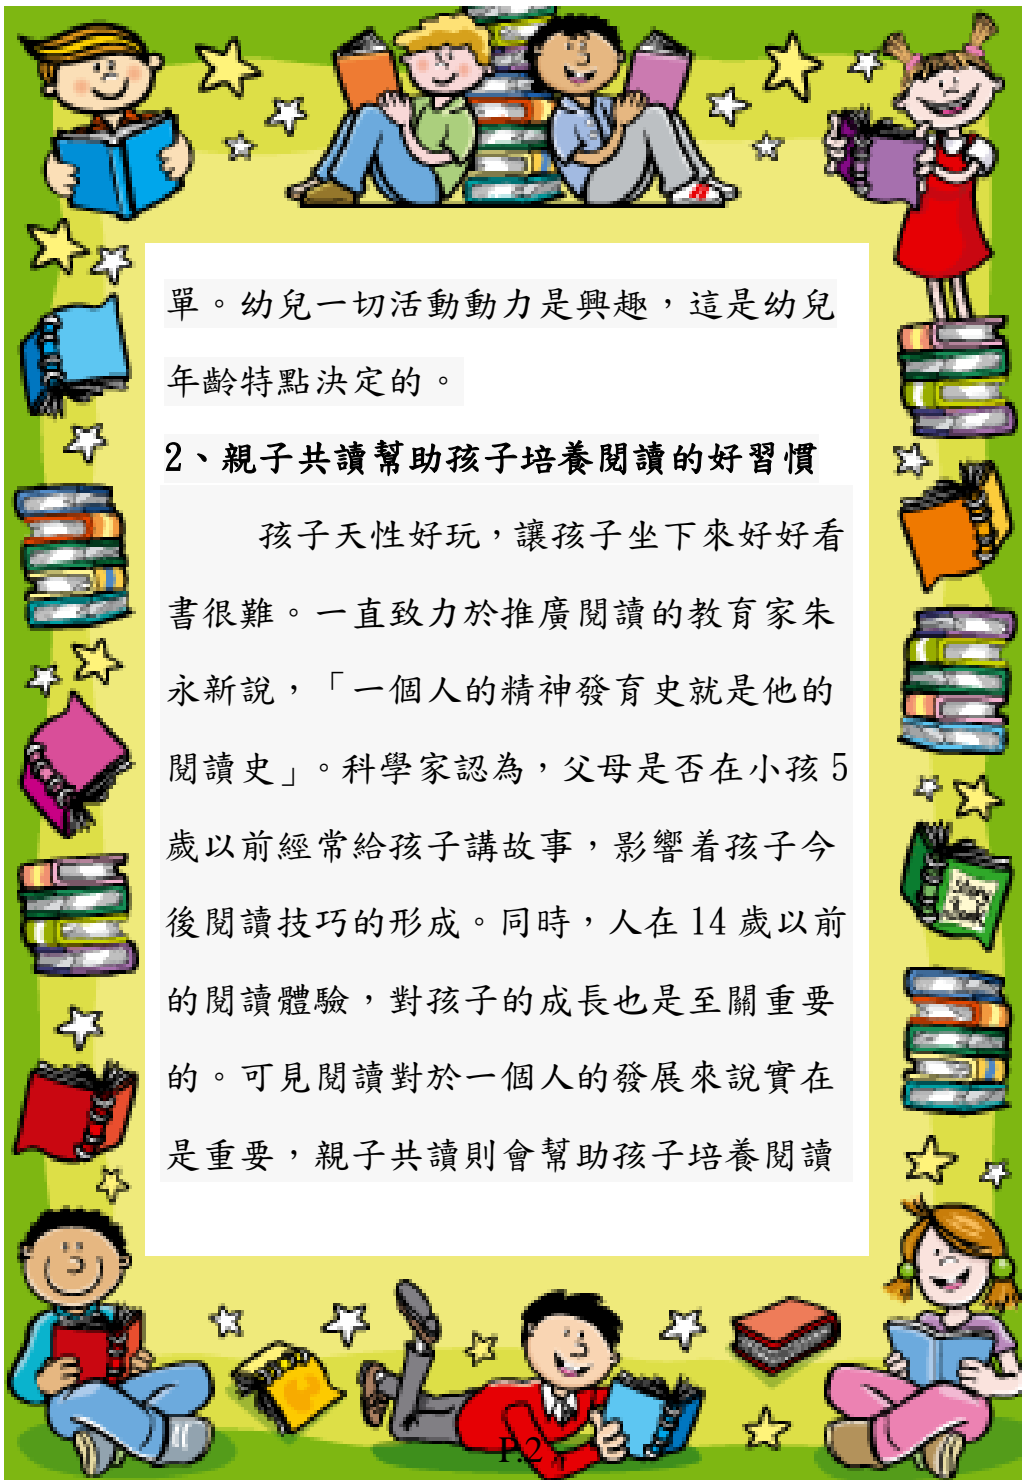 單。幼兒一切活動動力是興趣，這是幼兒
年齡特點決定的。
2、親子共讀幫助孩子培養閱讀的好習慣
孩子天性好玩，讓孩子坐下來好好看
書很難。一直致力於推廣閱讀的教育家朱
永新說，「一個人的精神發育史就是他的
閱讀史」。科學家認為，父母是否在小孩 5
歲以前經常給孩子講故事，影響着孩子今
後閱讀技巧的形成。同時，人在 14 歲以前
的閱讀體驗，對孩子的成長也是至關重要
的。可見閱讀對於一個人的發展來說實在
是重要，親子共讀則會幫助孩子培養閱讀
Story
Book
P.2